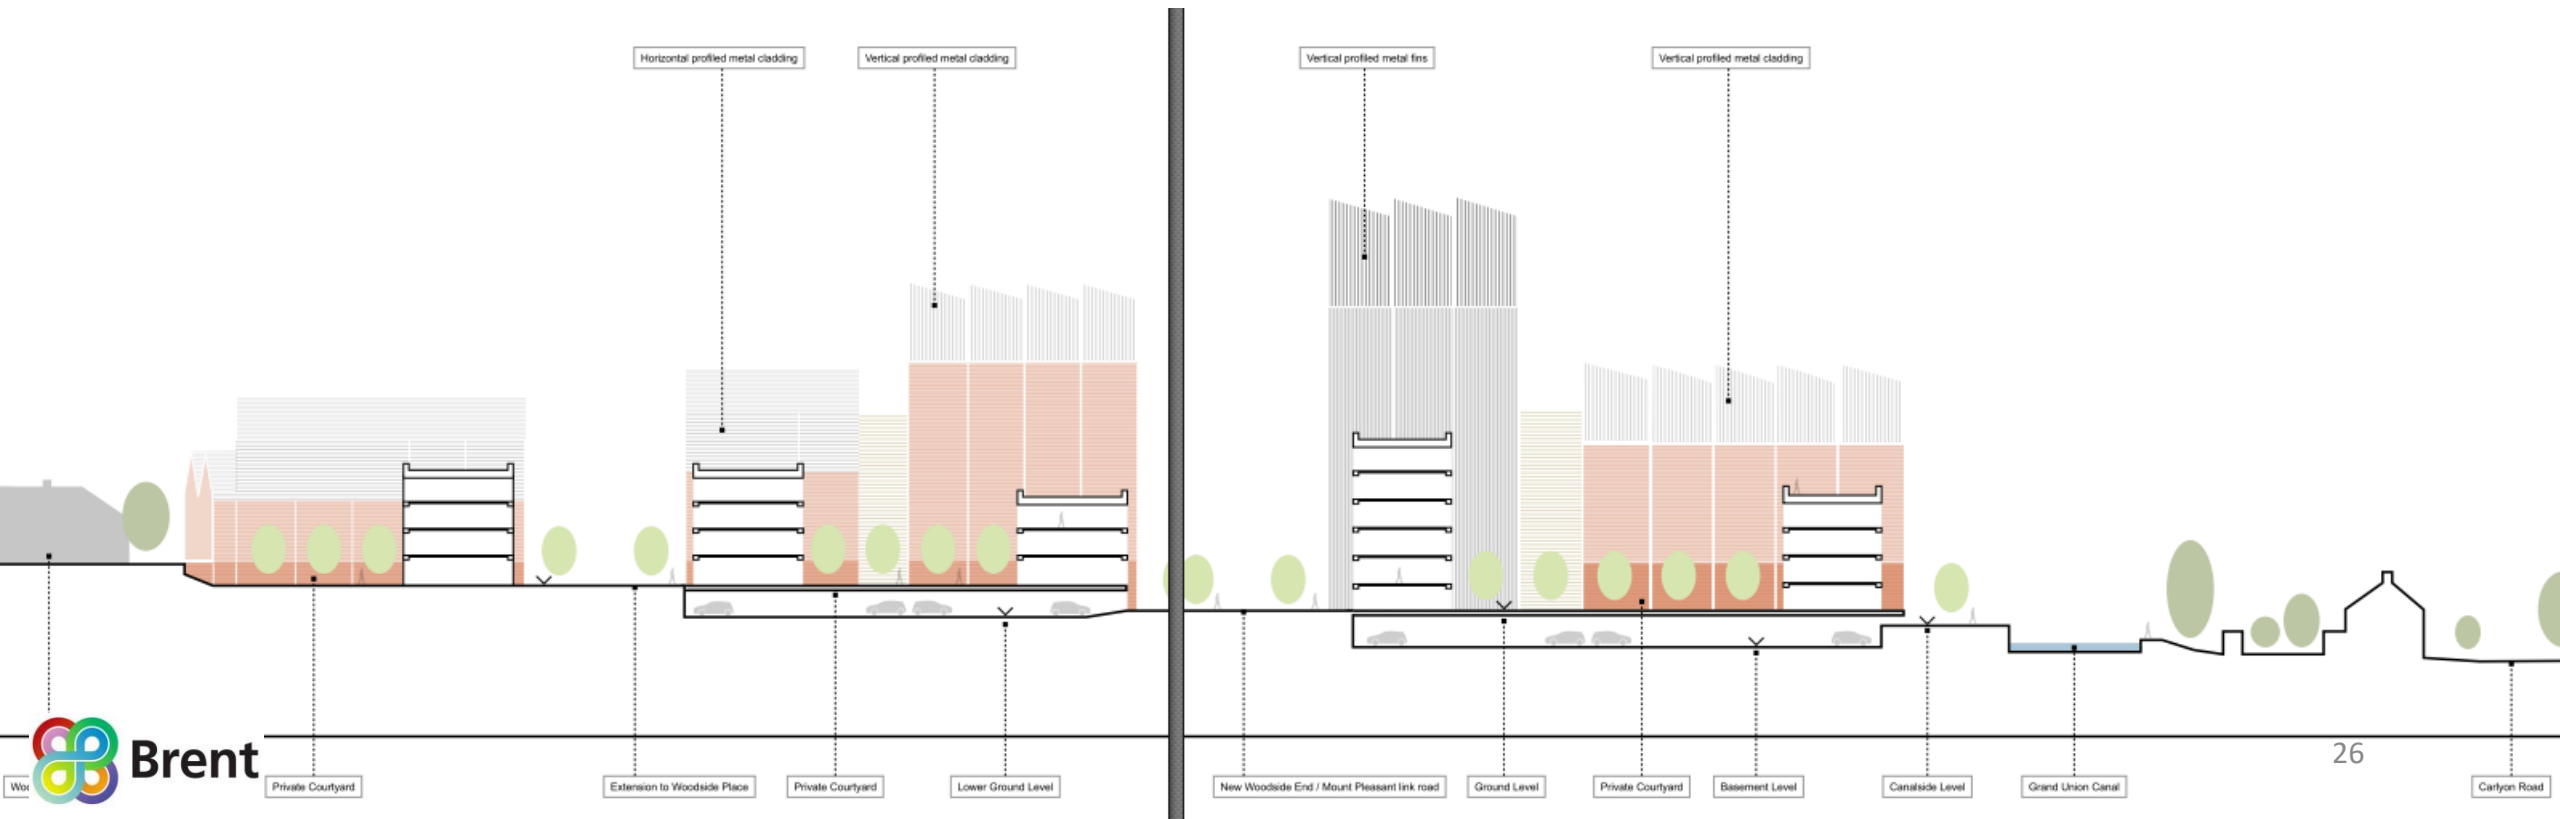 Horizontal profiled metal cladding
Vertical profiled metal cladding
Vertical profiled metal fins
Vertical profiled metal cladding
Brent
26
Private Courtyard
Extension to Woodside Place
Private Courtyard
Lower Ground Level
New Woodside End / Mount Pleasant link road
Ground Level
Private Courtyard
Basement Level
Canalside Level
Grand Union Canal
Carlyon Road